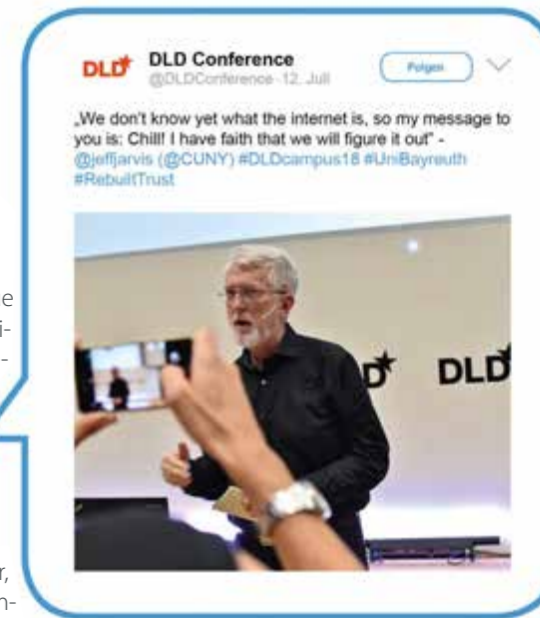 DLD
DLD Conference
@DLDConference · 12. Juli
Folgen
„We don't know yet what the internet is, so my message to
you is: Chill! I have faith that we will figure it out" -
@jeffjarvis (@CUNY) #DLDcampus18 #UniBayreuth
#RebuiltTrust
D
DLD
e
i-
-
r,
n-